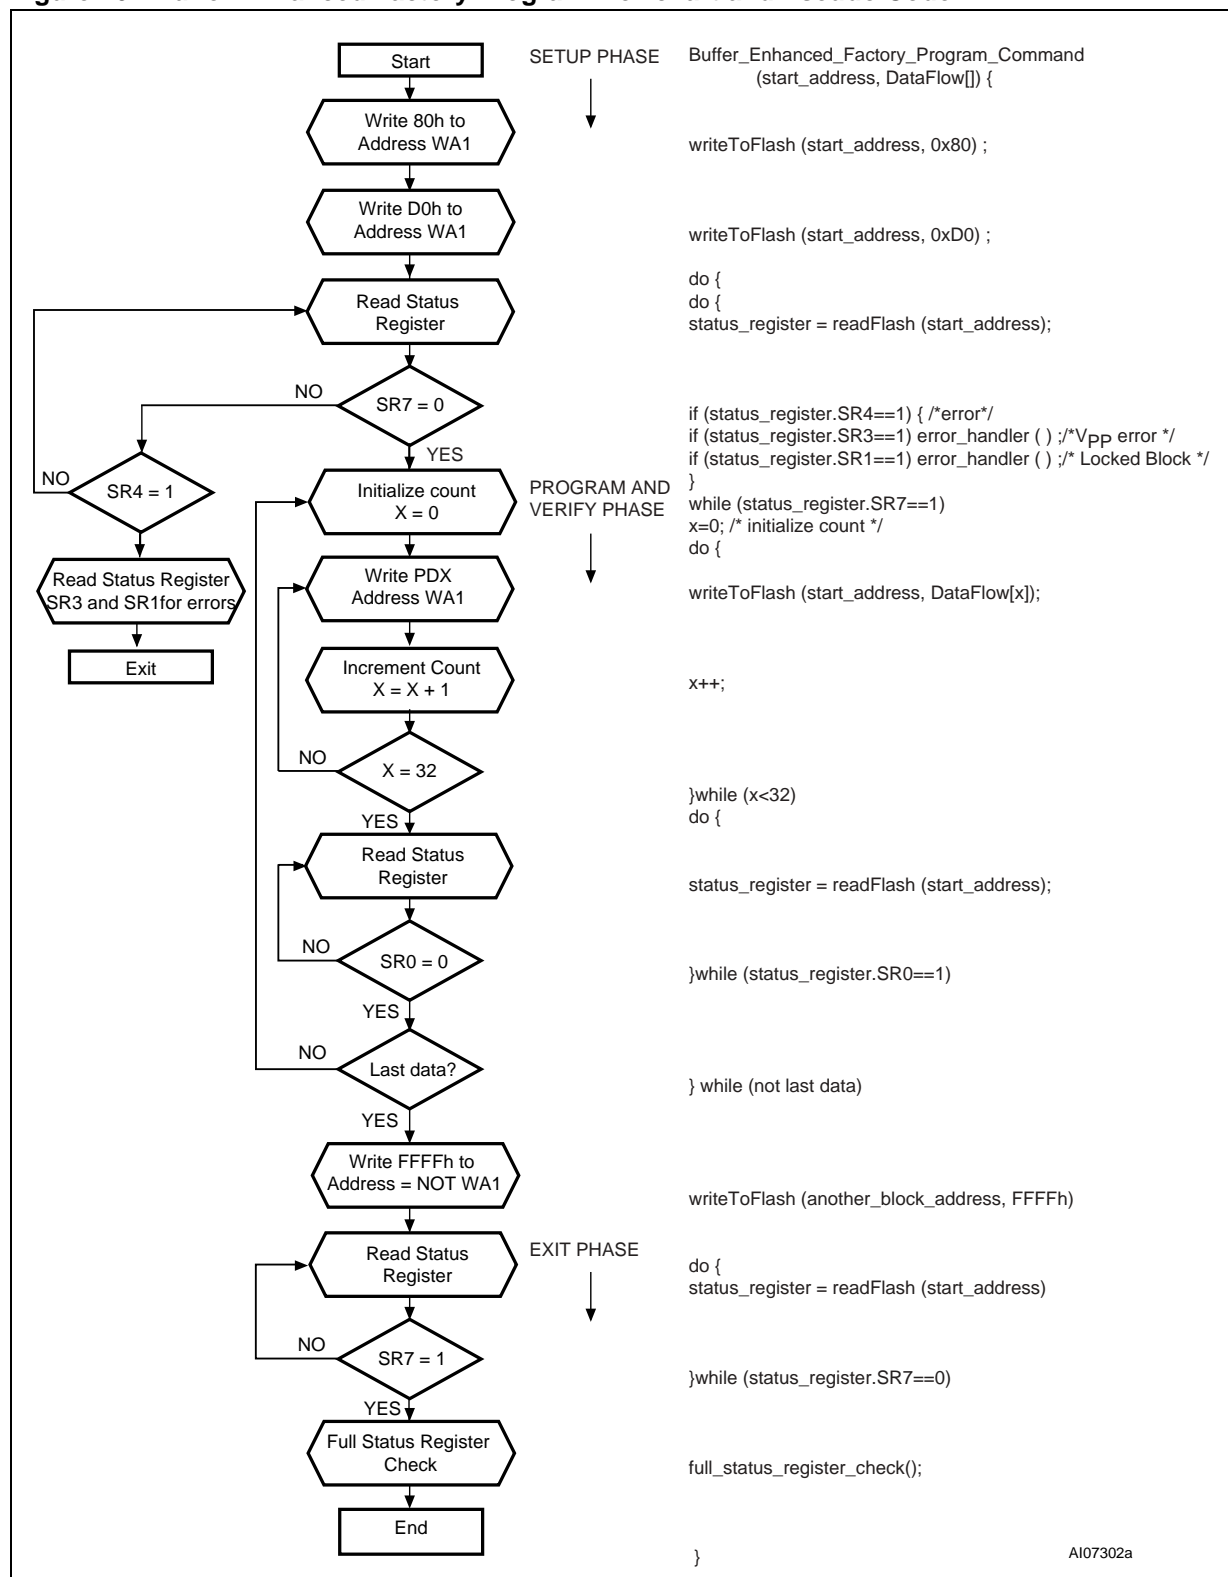 Start
Write 80h to
Address WA1
Write D0h to
Address WA1
Read Status
Register
NO
SR7 = 0
YES
NO
SR4 = 1
Read Status Register
SR3 and SR1for errors
Exit
Initialize count
X = 0
Write PDX
Address WA1
Increment Count
X = X + 1
NO
X = 32
YES
Read Status
Register
NO
SR0 = 0
YES
NO
Last data?
YES
Write FFFFh to
Address = NOT WA1
Read Status
Register
NO
SR7 = 1
YES
Full Status Register
Check
End
SETUP PHASE
PROGRAM AND
VERIFY PHASE
EXIT PHASE
Buffer_Enhanced_Factory_Program_Command
(start_address, DataFlow[]) {
writeToFlash (start_address, 0x80) ;
writeToFlash (start_address, 0xD0) ;
do {
do {
status_register = readFlash (start_address);
if (status_register.SR4==1) { /*error*/
if (status_register.SR3==1) error_handler ( ) ;/*VPP error */
if (status_register.SR1==1) error_handler ( ) ;/* Locked Block */
}
while (status_register.SR7==1)
x=0; /* initialize count */
do {
writeToFlash (start_address, DataFlow[x]);
x++;
}while (x<32)
do {
status_register = readFlash (start_address);
}while (status_register.SR0==1)
} while (not last data)
writeToFlash (another_block_address, FFFFh)
do {
status_register = readFlash (start_address)
}while (status_register.SR7==0)
full_status_register_check();
}
AI07302a